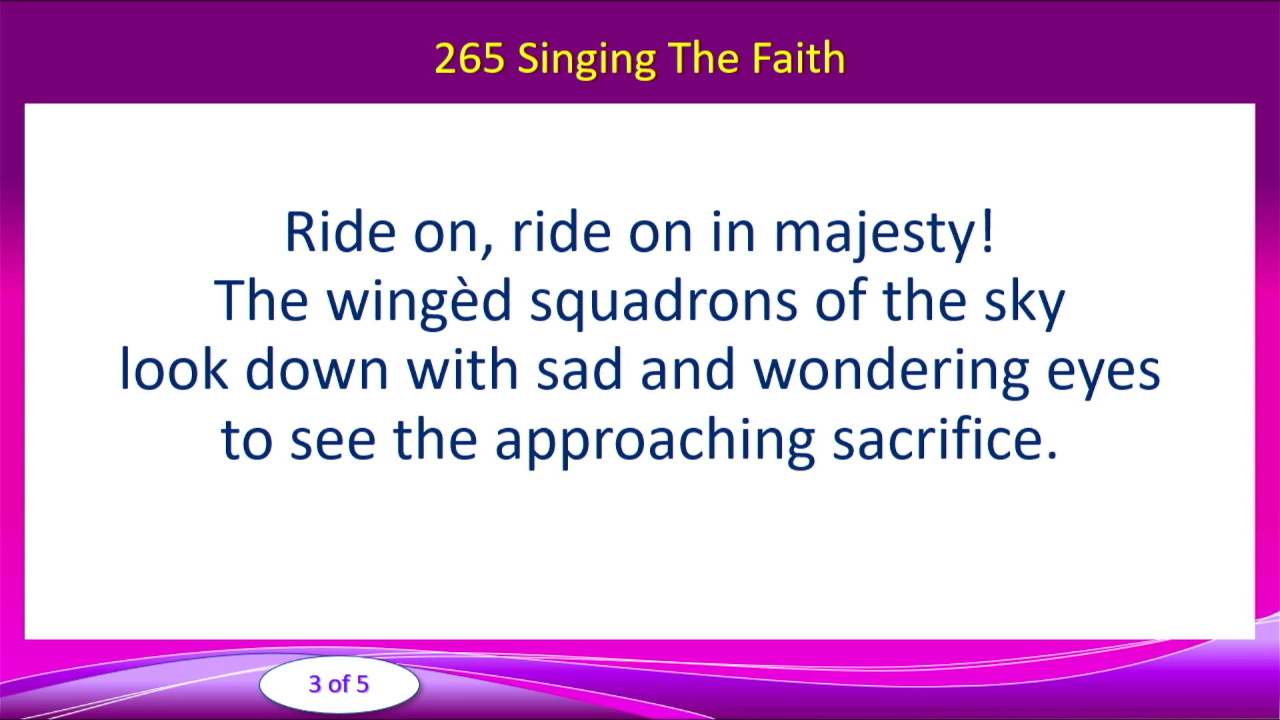 265 Singing The Faith
Ride on, ride on in majesty!
The wingèd squadrons of the sky
look down with sad and wondering eyes
to see the approaching sacrifice.
3 of 5